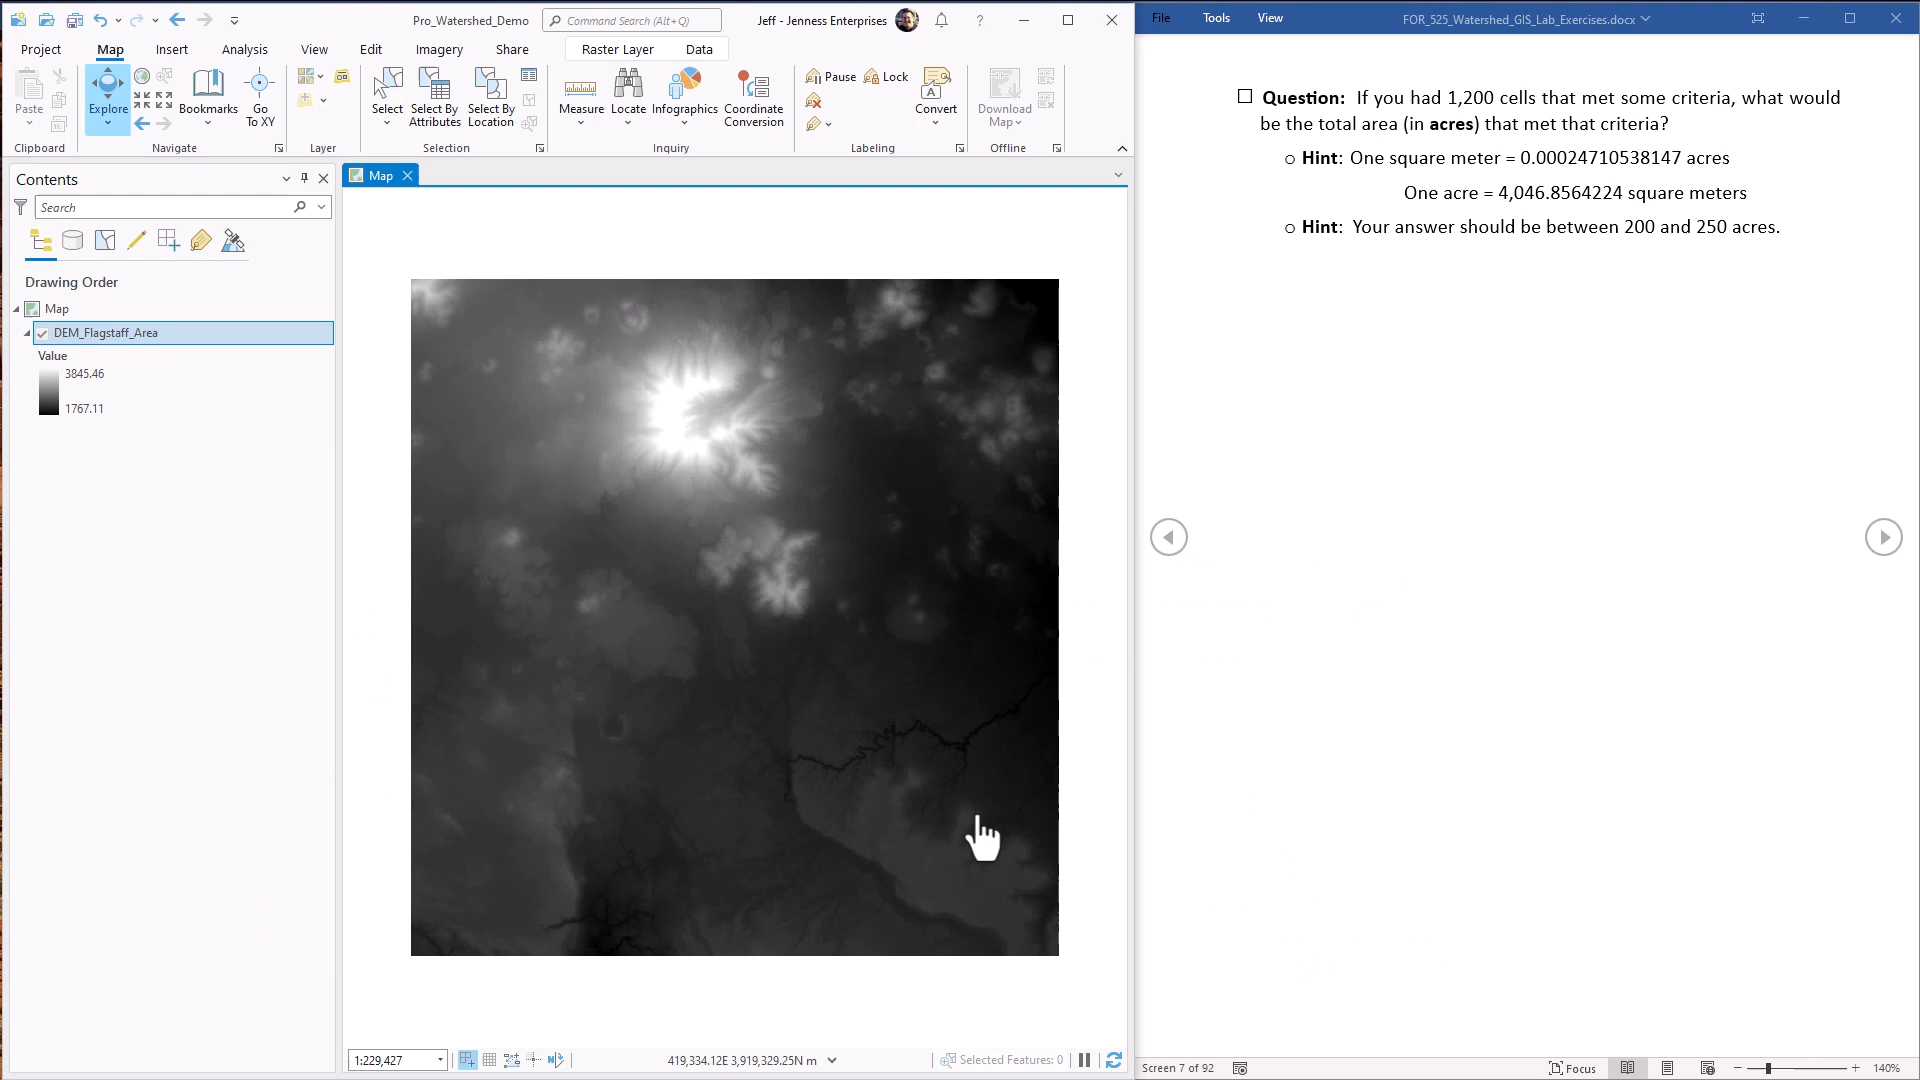 Pro_Watershed_Demo
Command Search (Alt+Q)
Jeff - Jenness Enterprises
?
Project
Map
Insert
Analysis
View
Edit
Imagery
Share
Raster Layer
Data
Paste
Clipboard
Explore
Bookmarks
Go
To XY
Navigate
Layer
Select
Select By
Attributes
Select By
Location
Selection
Measure
Locate
Infographics
Coordinate
Conversion
Inquiry
Pause
Lock
Convert
Labeling
Download
Map
Offline
Contents
Search
Drawing Order
Map
DEM_Flagstaff_Area
Value
3845.46
1767.11
Map
1:229,427
419,334.12E 3,919,329.25N m
Selected Features: 0
File
Tools
View
FOR_525_Watershed_GIS_Lab_Exercises.docx
Question: If you had 1,200 cells that met some criteria, what would
be the total area (in acres) that met that criteria?
o Hint: One square meter = 0.00024710538147 acres
One acre = 4,046.8564224 square meters
o Hint: Your answer should be between 200 and 250 acres.
Screen 7 of 92
Focus
140%